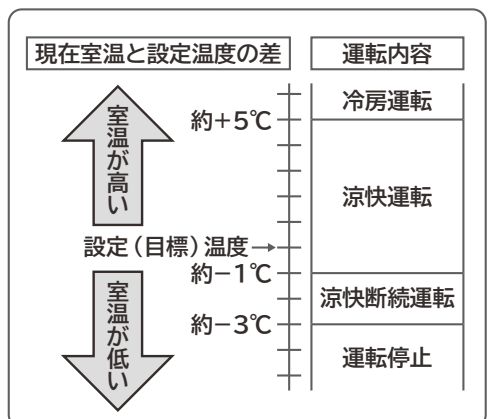 現在室温と設定温度の差
運転内容
室温が高い
約+5℃
設定(目標)温度→
約−1℃
約−3℃
室温が低い
冷房運転
涼快運転
涼快断続運転
運転停止